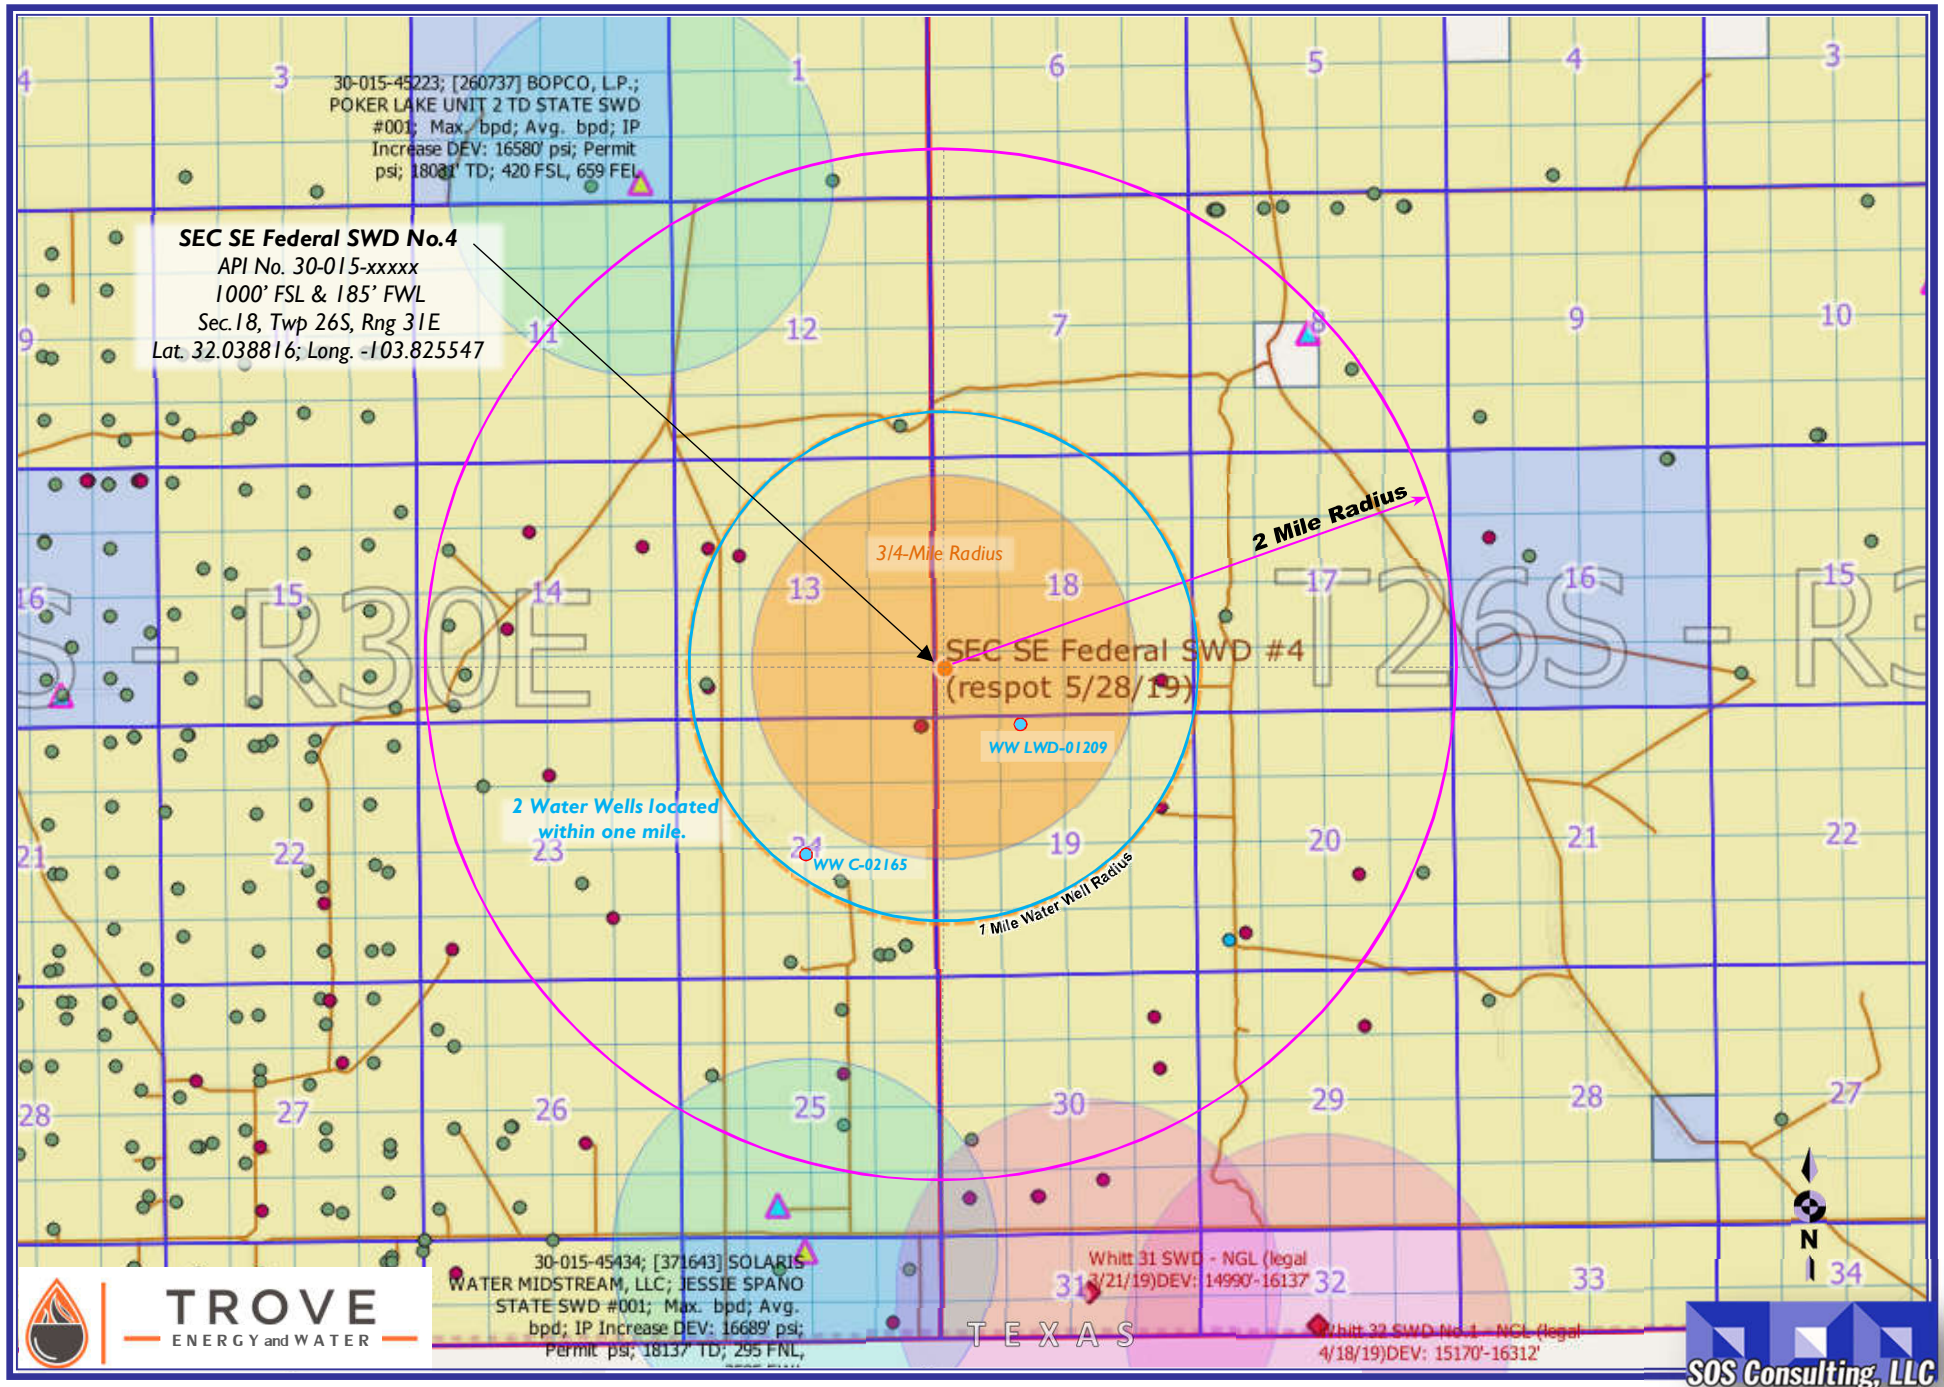 4
3
1
6
5
4
3
30-015-45223; [260737] BOPCO, L.P.;
POKER LAKE UNIT 2 TD STATE SWD
#001; Max. bpd; Avg. bpd; IP
Increase DEV: 16580' psi; Permit
psi; 18031' TD; 420 FSL, 659 FEL
SEC SE Federal SWD No.4
API No. 30-015-xxxxx
1000' FSL & 185' FWL
Sec.18, Twp 26S, Rng 31E
Lat. 32.038816; Long. -103.825547
9
11
12
7
8
9
10
2 Mile Radius
3/4-Mile Radius
16
15
14
13
18
17
16
15
S - R30E
T26S - R3
SEC SE Federal SWD #4
(respot 5/28/19)
WW LWD-01209
2 Water Wells located
within one mile.
21
22
23
24
19
20
21
22
WW C-02165
1 Mile Water Well Radius
28
27
26
25
30
29
28
27
N
30-015-45434; [371643] SOLARIS
WATER MIDSTREAM, LLC; JESSIE SPANO
STATE SWD #001; Max. bpd; Avg.
bpd; IP Increase DEV: 16689' psi;
Permit psi; 18137' TD; 295 FNL,
Whitt 31 SWD - NGL (legal
3/21/19)DEV: 14990'-16137'
31
32
33
34
Whitt 32 SWD No.1 - NGL (legal
4/18/19)DEV: 15170'-16312'
TEXAS
TROVE
ENERGY and WATER
SOS Consulting, LLC